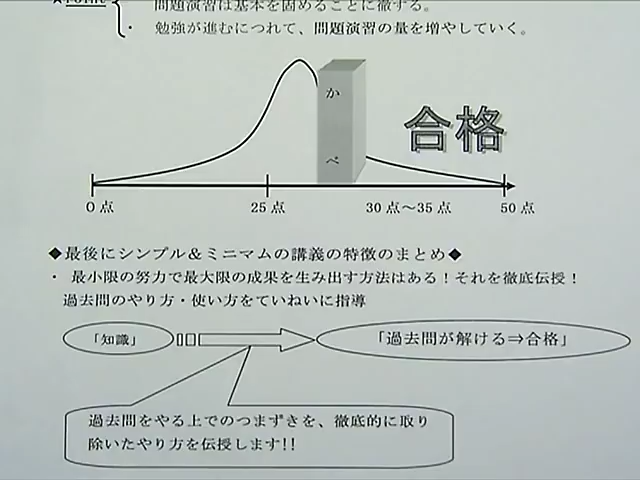 問題演習は基本を固めることに徹する。
・ 勉強が進むにつれて、問題演習の量を増やしていく。
か
べ
合格
0点 25点 30点～35点 50点
◆最後にシンプル＆ミニマムの講義の特徴のまとめ◆
・ 最小限の努力で最大限の成果を生み出す方法はある！それを徹底伝授！
過去問のやり方・使い方をていねいに指導
「知識」 「過去問が解ける⇒合格」
過去問をやる上でのつまずきを、徹底的に取り
除いたやり方を伝授します!!